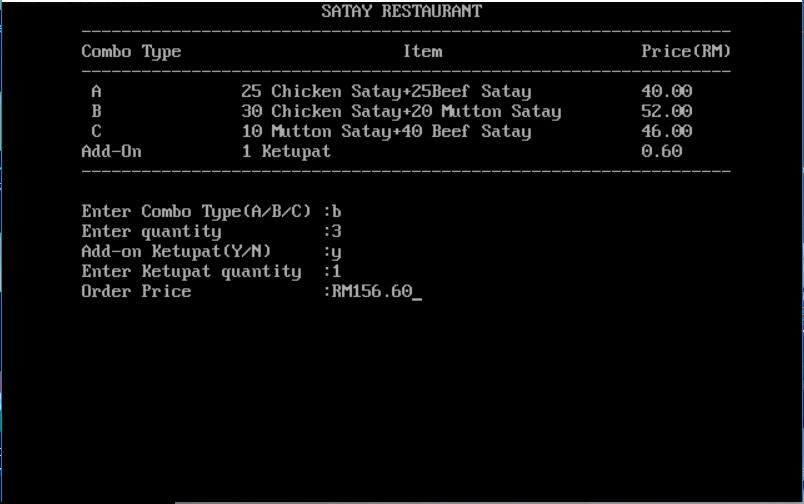 SATAY RESTAURANT
-----------------------------------------------------------------
Combo Type Item Price(RM)
-----------------------------------------------------------------
A 25 Chicken Satay+25Beef Satay 40.00
B 30 Chicken Satay+20 Mutton Satay 52.00
C 10 Mutton Satay+40 Beef Satay 46.00
Add-On 1 Ketupat 0.60
-----------------------------------------------------------------
Enter Combo Type(A/B/C) :b
Enter quantity :3
Add-on Ketupat(Y/N) :y
Enter Ketupat quantity :1
Order Price :RM156.60_